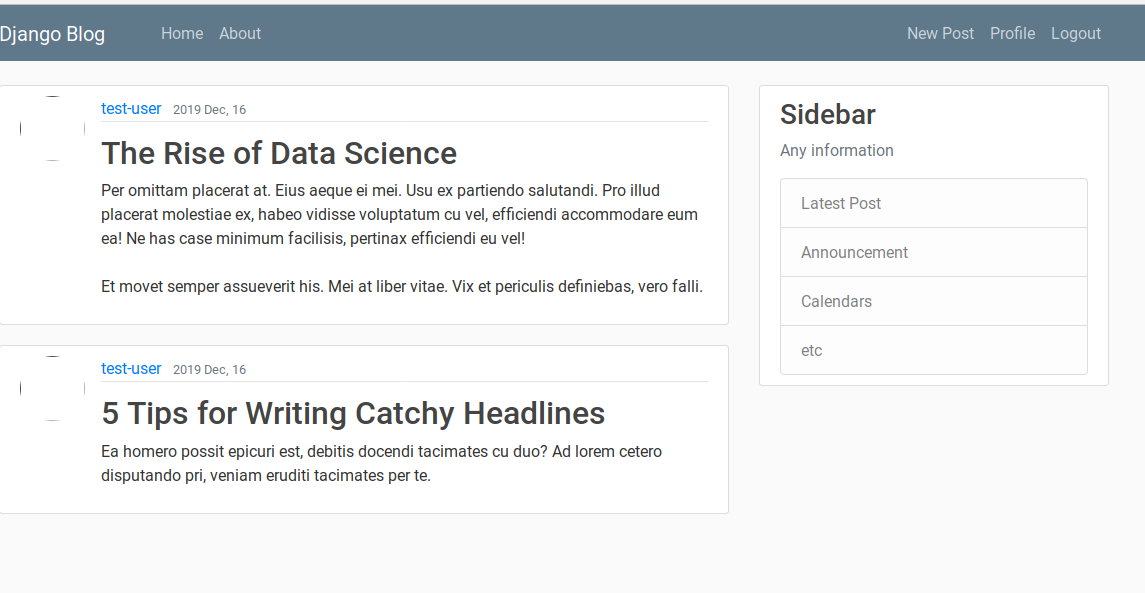 Django Blog Home About New Post Profile Logout
test-user 2019 Dec, 16
The Rise of Data Science
Per omittam placerat at. Eius aeque ei mei. Usu ex partiendo salutandi. Pro illud
placerat molestiae ex, habeo vidisse voluptatum cu vel, efficiendi accommodare eum
ea! Ne has case minimum facilisis, pertinax efficiendi eu vel!
Et movet semper assueverit his. Mei at liber vitae. Vix et periculis definiebas, vero falli.
test-user 2019 Dec, 16
5 Tips for Writing Catchy Headlines
Ea homero possit epicuri est, debitis docendi tacimates cu duo? Ad lorem cetero
disputando pri, veniam eruditi tacimates per te.
Sidebar
Any information
Latest Post
Announcement
Calendars
etc